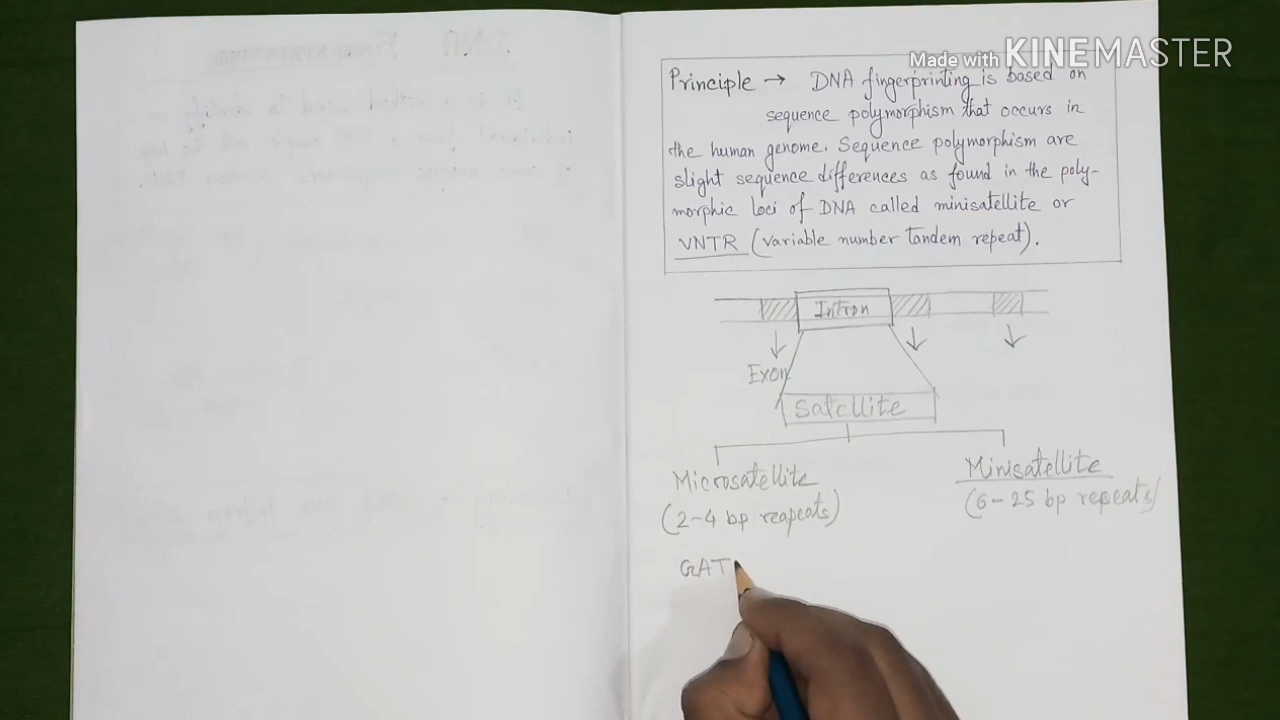 Made with KINEMASTER
Principle → DNA fingerprinting is based on
sequence polymorphism that occurs in
the human genome. Sequence polymorphism are
slight sequence differences as found in the poly-
morphic loci of DNA called minisatellite or
VNTR (variable number tandem repeat).
Intron
Exon
Satellite
Microsatellite
(2-4 bp reapeats)
Minisatellite
(6-25 bp repeats)
GAT